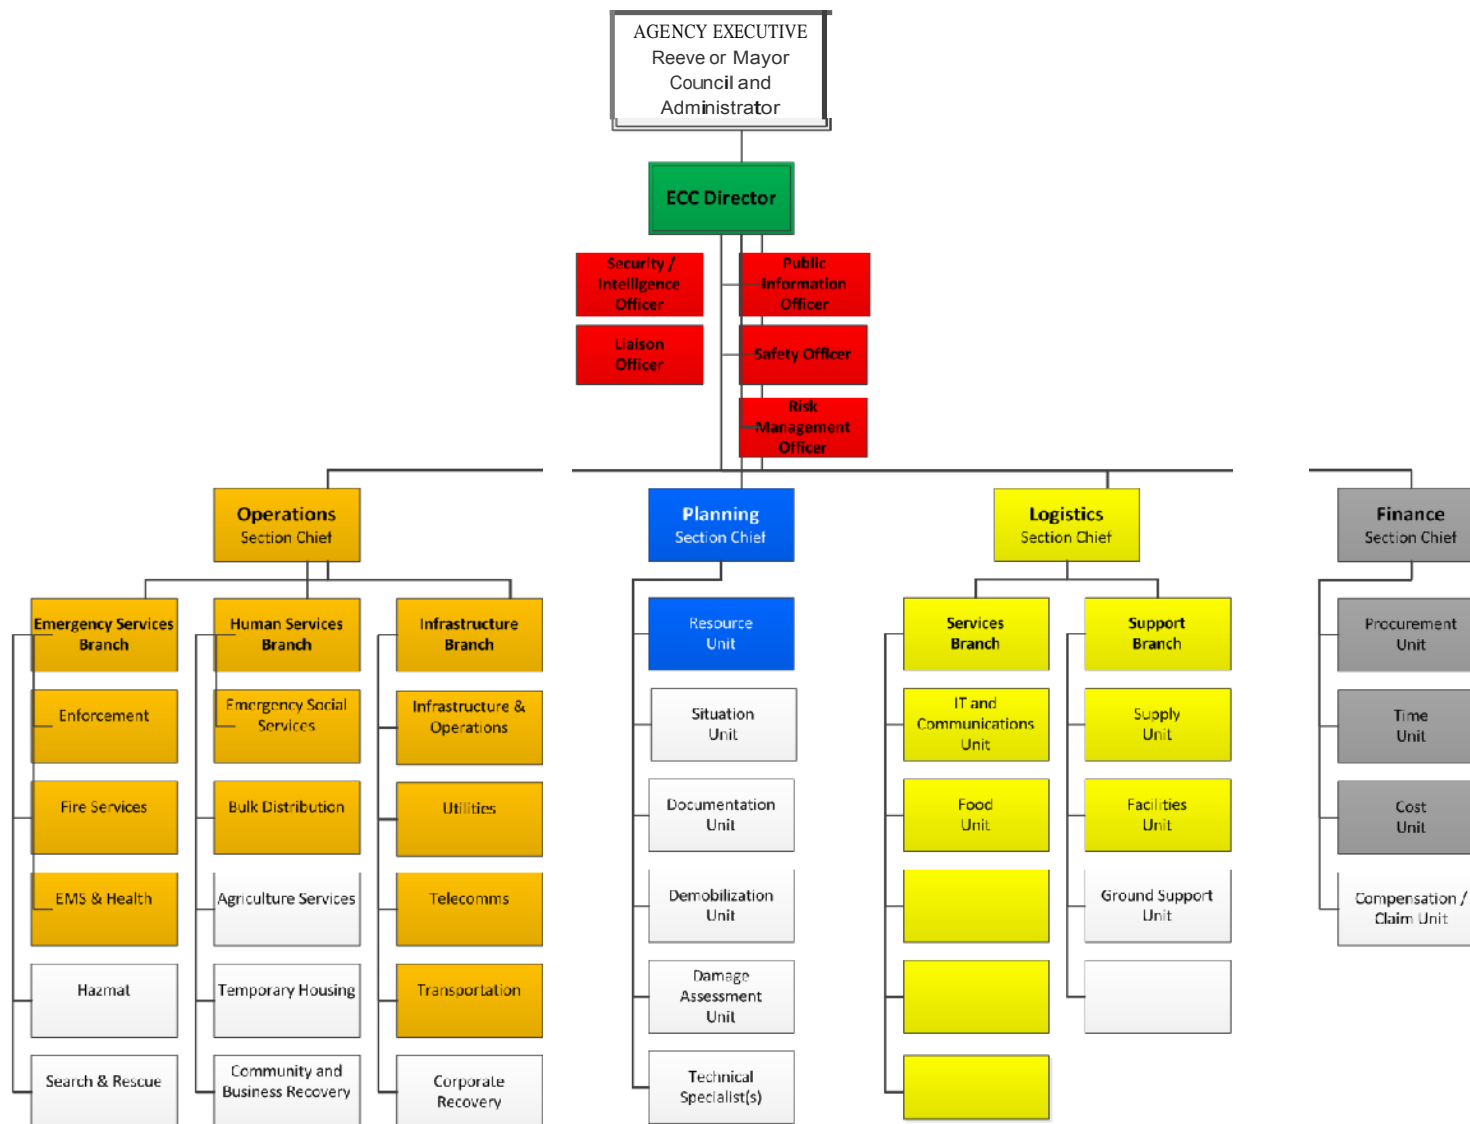 AGENCY EXECUTIVE
Reeve or Mayor
Council and
Administrator
ECC Director
Security /
Intelligence
Officer
Public
Information
Officer
Liaison
Officer
Safety Officer
Risk
Management
Officer
Operations
Section Chief
Planning
Section Chief
Logistics
Section Chief
Finance
Section Chief
Emergency Services
Branch
Enforcement
Fire Services
EMS & Health
Hazmat
Search & Rescue
Human Services
Branch
Emergency Social
Services
Bulk Distribution
Agriculture Services
Temporary Housing
Community and
Business Recovery
Infrastructure
Branch
Infrastructure &
Operations
Utilities
Telecomms
Transportation
Corporate
Recovery
Resource
Unit
Situation
Unit
Documentation
Unit
Demobilization
Unit
Damage
Assessment
Unit
Technical
Specialist(s)
Services
Branch
IT and
Communications
Unit
Food
Unit
Support
Branch
Supply
Unit
Facilities
Unit
Ground Support
Unit
Procurement
Unit
Time
Unit
Cost
Unit
Compensation /
Claim Unit